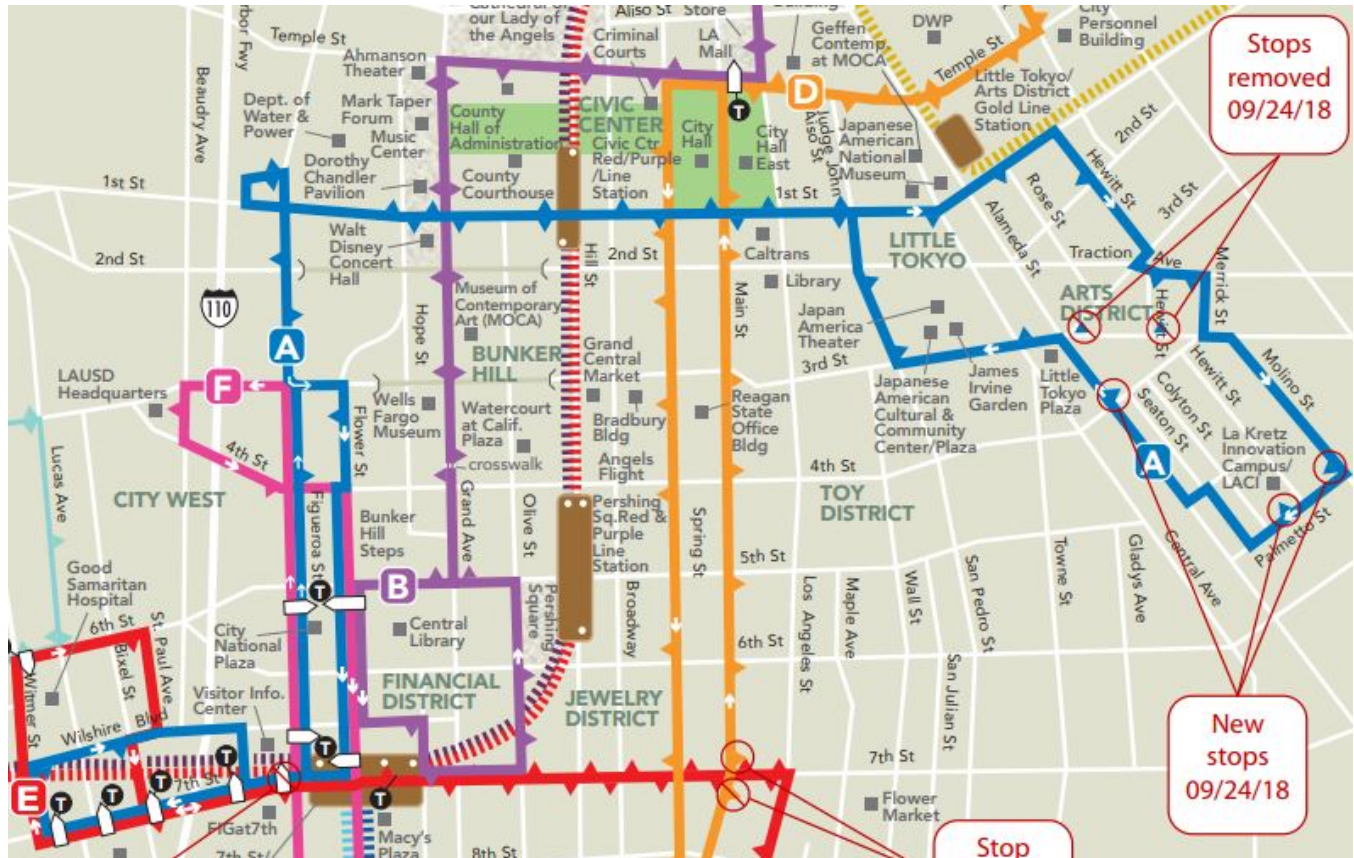 Cathedral of
our Lady of
the Angels
Aliso St
Store
Building
City
Personnel
Building
DWP
Harbor Fwy
Temple St
Ahmanson
Theater
Criminal
Courts
LA
Mall
Geffen
Contemp.
at MOCA
Temple St
Stops
removed
09/24/18
Beaudry Ave
Dept. of
Water &
Power
Mark Taper
Forum
Music
Center
County
Hall of
Administration
CIVIC
CENTER
Civic Ctr
Red/Purple
/Line
Station
City
Hall
T
D
City
Hall
East
Judge John
Aiso St
Little Tokyo/
Arts District
Gold Line
Station
Japanese
American
National
Museum
2nd St
Hewitt St
3rd St
Dorothy
Chandler
Pavilion
County
Courthouse
1st St
1st St
Rose St
Alameda St
Walt
Disney
Concert
Hall
2nd St
Hill St
2nd St
Caltrans
LITTLE
TOKYO
Traction Ave
Merrick St
110
Museum of
Contemporary
Art (MOCA)
Hope St
Main St
Library
ARTS
DISTRICT
Hewitt St
Japan
America
Theater
A
BUNKER
HILL
Grand
Central
Market
3rd St
Molino St
LAUSD
Headquarters
F
Wells
Fargo
Museum
Flower St
Watercourt
at Calif.
Plaza
Bradbury
Bldg
Reagan
State
Office
Bldg
Japanese
American
Cultural &
Community
Center/Plaza
James
Irvine
Garden
Little
Tokyo
Plaza
Hewitt St
Colyton St
Seaton St
La Kretz
Innovation
Campus/
LACI
Lucas Ave
4th St
crosswalk
Angels
Flight
4th St
A
CITY WEST
Figueroa St
Bunker
Hill
Steps
Grand Ave
Olive St
Pershing
Sq.Red &
Purple
Line
Station
Spring St
TOY
DISTRICT
Palmetto St
Central Ave
5th St
Good
Samaritan
Hospital
T
B
Pershing
Square
Broadway
Los Angeles St
Maple Ave
Wall St
San Pedro St
Towne St
Gladys Ave
6th St
St. Paul Ave
Bixel St
City
National
Plaza
Central
Library
6th St
San Julian St
Witmer St
Visitor Info.
Center
FINANCIAL
DISTRICT
JEWELRY
DISTRICT
New
stops
09/24/18
Wilshire Blvd
T
T
7th St
7th St
E
T
T
T
T
FIGat7th
Macy's
Plaza
Flower
Market
7th St/
8th St
Stop